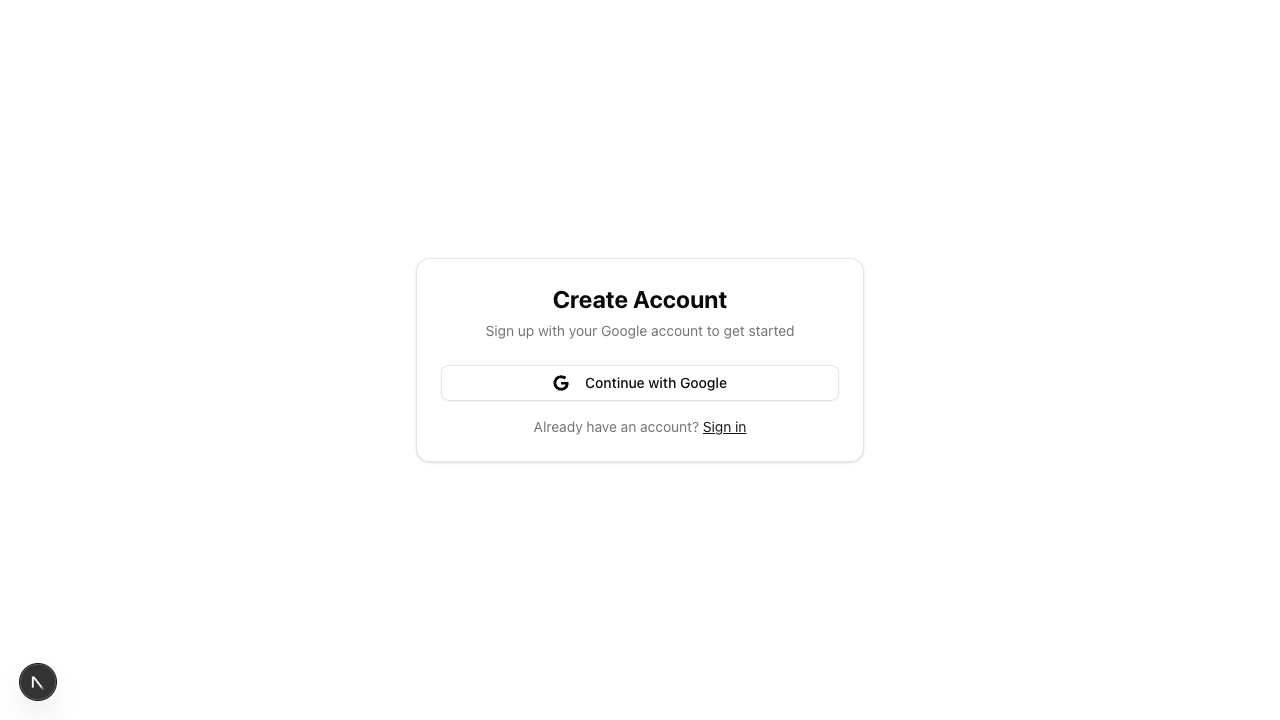 Create Account
Sign up with your Google account to get started
Continue with Google
Already have an account? Sign in